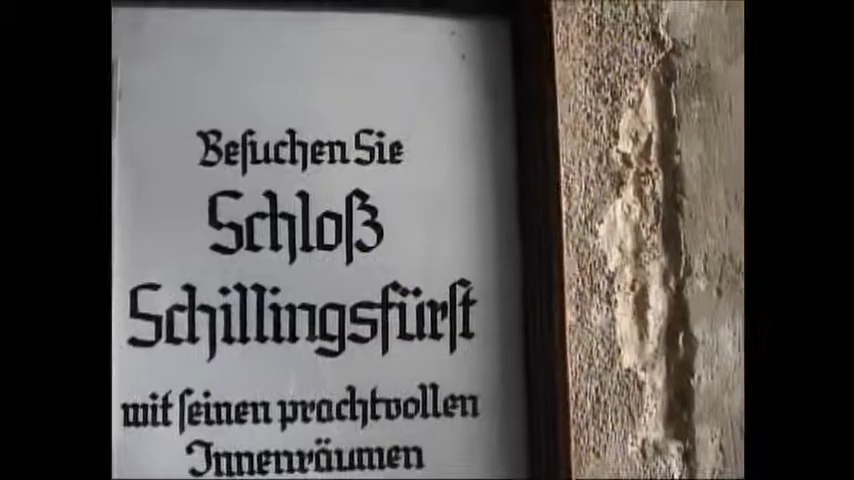 Besuchen Sie
Schloß
Schillingsfürst
mit seinen prachtvollen
Innenräumen